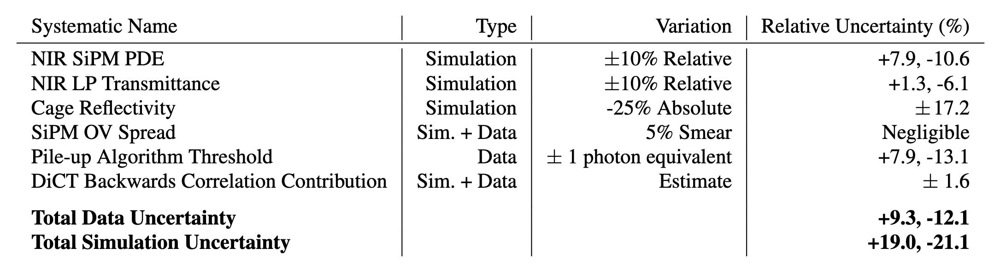 Systematic Name Type Variation Relative Uncertainty (%)
NIR SiPM PDE Simulation ±10% Relative +7.9, -10.6
NIR LP Transmittance Simulation ±10% Relative +1.3, -6.1
Cage Reflectivity Simulation -25% Absolute ± 17.2
SiPM OV Spread Sim. + Data 5% Smear Negligible
Pile-up Algorithm Threshold Data ± 1 photon equivalent +7.9, -13.1
DiCT Backwards Correlation Contribution Sim. + Data Estimate ± 1.6
Total Data Uncertainty +9.3, -12.1
Total Simulation Uncertainty +19.0, -21.1